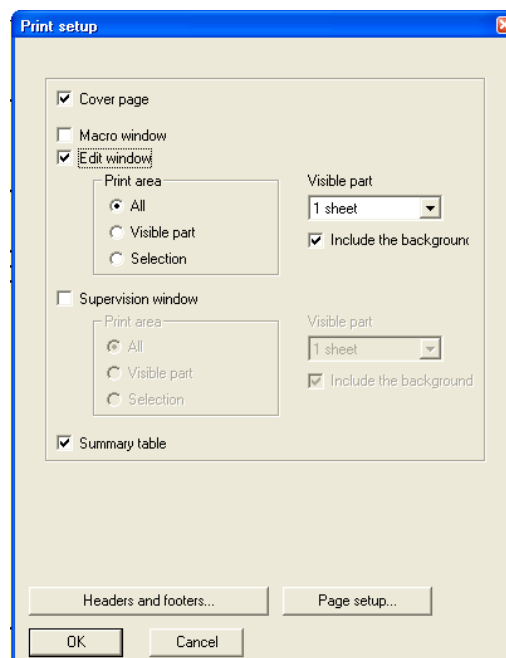 Print setup
Cover page
Macro window
Edit window
Print area
All
Visible part
Selection
Visible part
1 sheet
Include the background
Supervision window
Print area
All
Visible part
Selection
Visible part
1 sheet
Include the background
Summary table
Headers and footers...
Page setup...
OK
Cancel